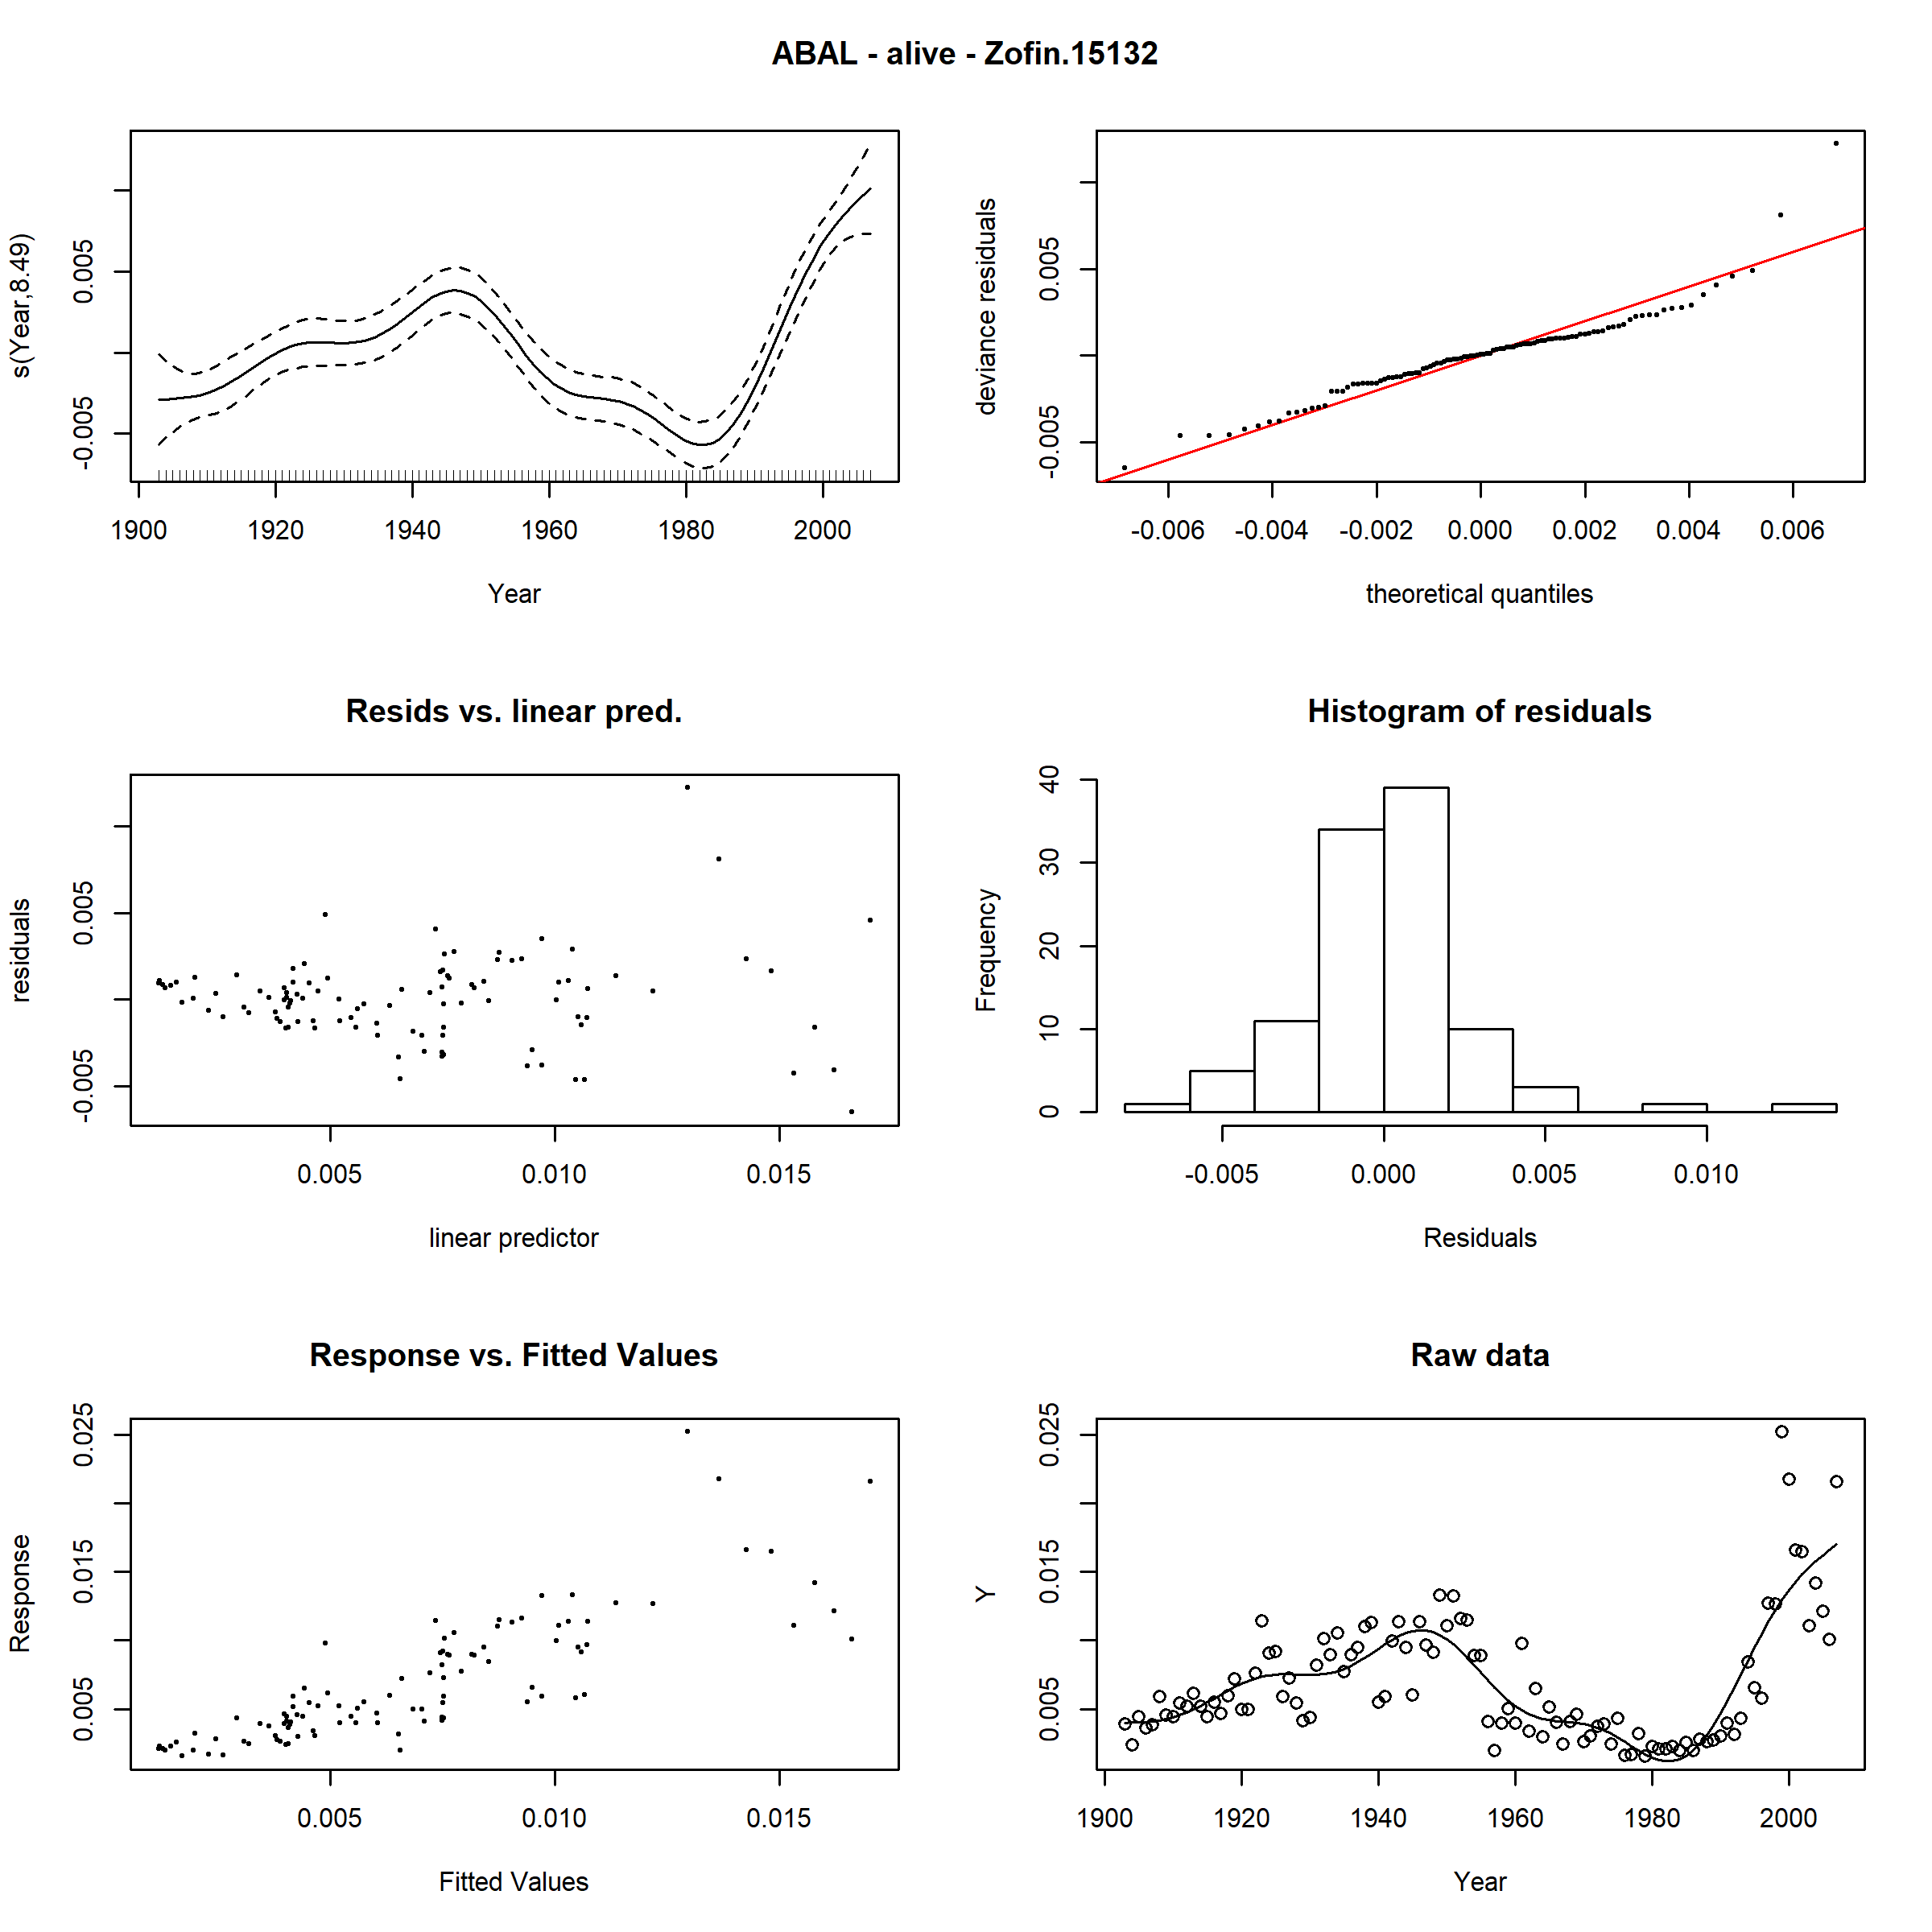 ABAL - alive - Zofin.15132
s(Year,8.49)
-0.005 0.005
1900 1920 1940 1960 1980 2000
Year
deviance residuals
-0.005 0.005
-0.006 -0.004 -0.002 0.000 0.002 0.004 0.006
theoretical quantiles
Resids vs. linear pred.
residuals
-0.005 0.005
0.005 0.010 0.015
linear predictor
Histogram of residuals
Frequency
0 10 20 30 40
-0.005 0.000 0.005 0.010
Residuals
Response vs. Fitted Values
Response
0.005 0.015 0.025
0.005 0.010 0.015
Fitted Values
Raw data
Y
0.005 0.015 0.025
1900 1920 1940 1960 1980 2000
Year